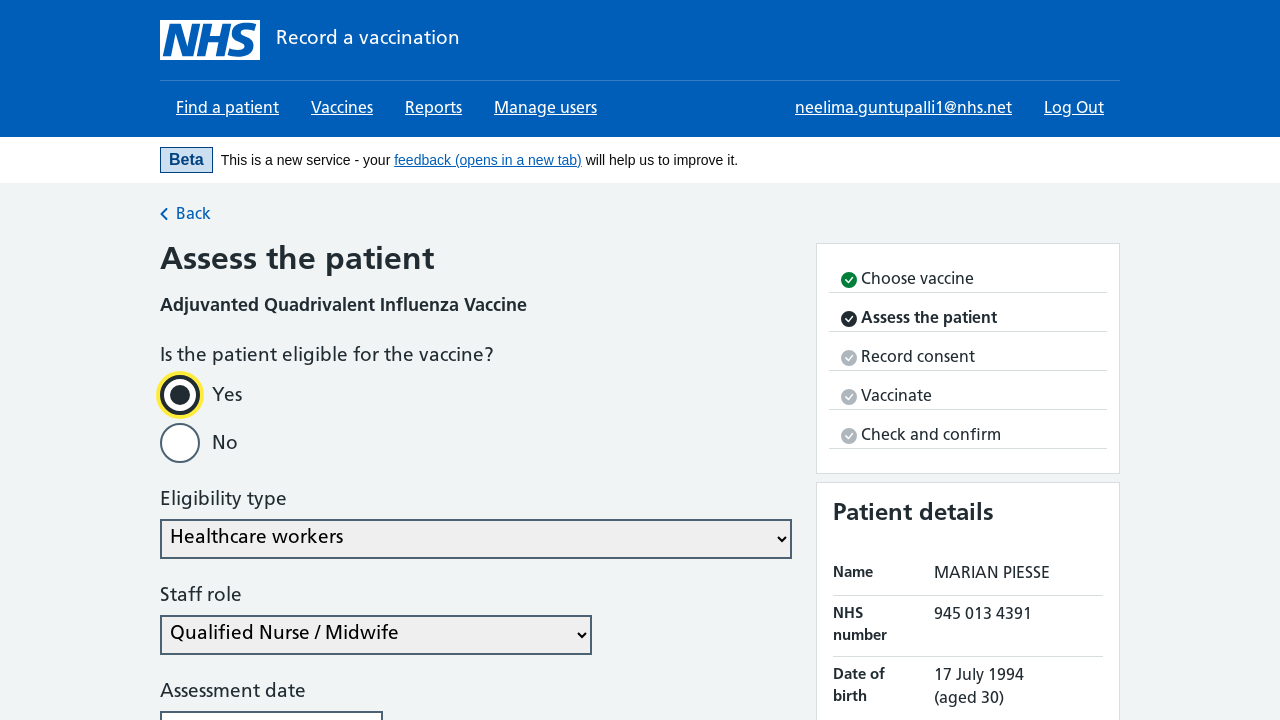 NHS Record a vaccination
Find a patient Vaccines Reports Manage users neelima.guntupalli1@nhs.net Log Out
Beta This is a new service - your feedback (opens in a new tab) will help us to improve it.
Back
Assess the patient
Adjuvanted Quadrivalent Influenza Vaccine
Is the patient eligible for the vaccine?
Yes
No
Eligibility type
Healthcare workers
Staff role
Qualified Nurse / Midwife
Assessment date
Choose vaccine
Assess the patient
Record consent
Vaccinate
Check and confirm
Patient details
Name MARIAN PIESSE
NHS number 945 013 4391
Date of birth 17 July 1994
(aged 30)